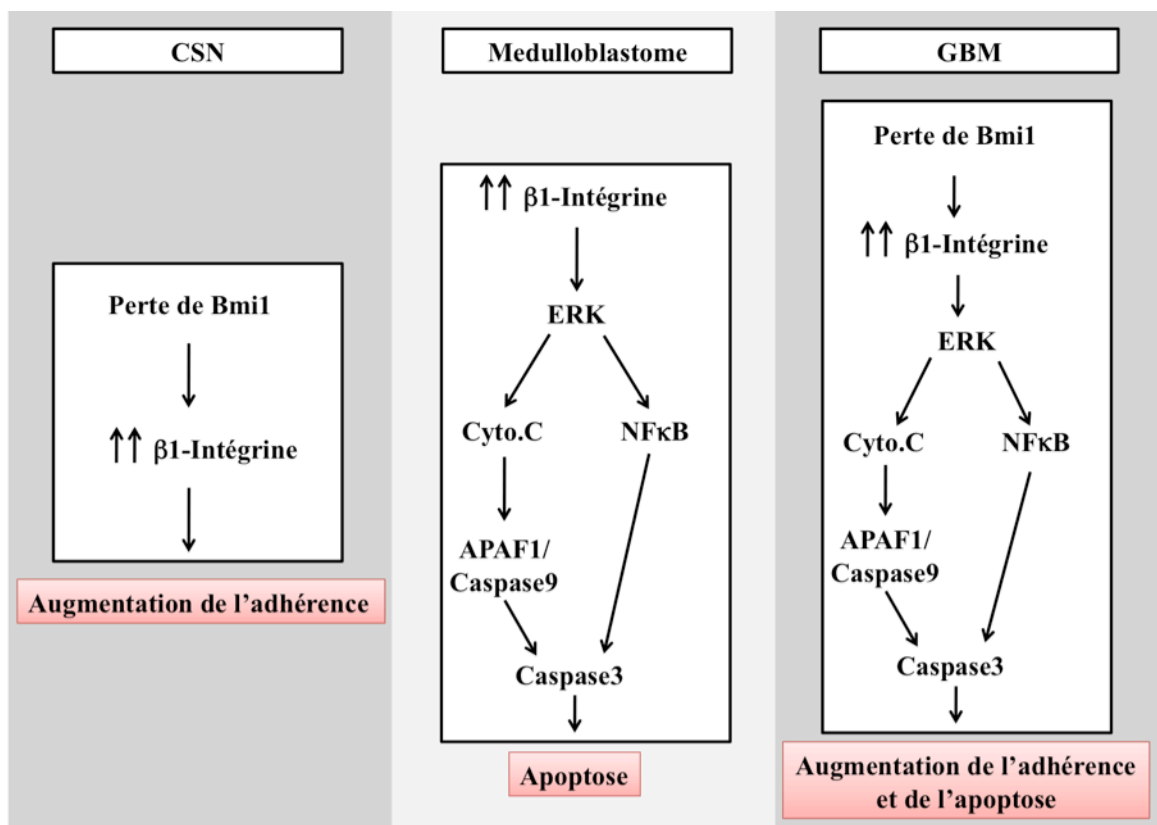 CSN
Perte de Bmi1
↑↑ β1-Intégrine
Augmentation de l’adhérence
Medulloblastome
↑↑ β1-Intégrine
ERK
Cyto.C NFκB
APAF1/
Caspase9
Caspase3
Apoptose
GBM
Perte de Bmi1
↑↑ β1-Intégrine
ERK
Cyto.C NFκB
APAF1/
Caspase9
Caspase3
Augmentation de l’adhérence
et de l’apoptose